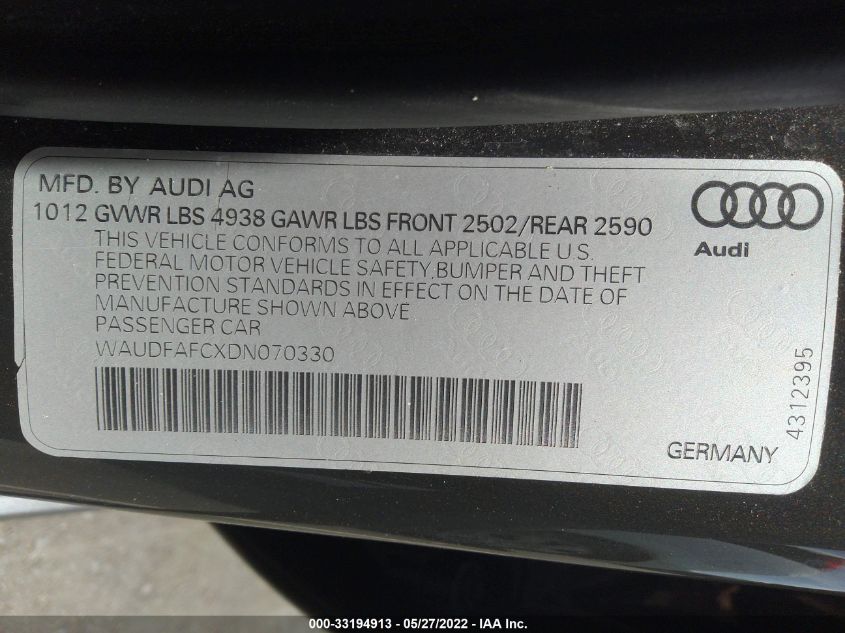 MFD. BY AUDI AG
1012 GVWR LBS 4938 GAWR LBS FRONT 2502/REAR 2590
THIS VEHICLE CONFORMS TO ALL APPLICABLE U.S.
FEDERAL MOTOR VEHICLE SAFETY,BUMPER AND THEFT
PREVENTION STANDARDS IN EFFECT ON THE DATE OF
MANUFACTURE SHOWN ABOVE.
PASSENGER CAR
WAUDFAFCXDN070330
Audi
4312395
GERMANY
000-33194913 - 05/27/2022 - IAA Inc.